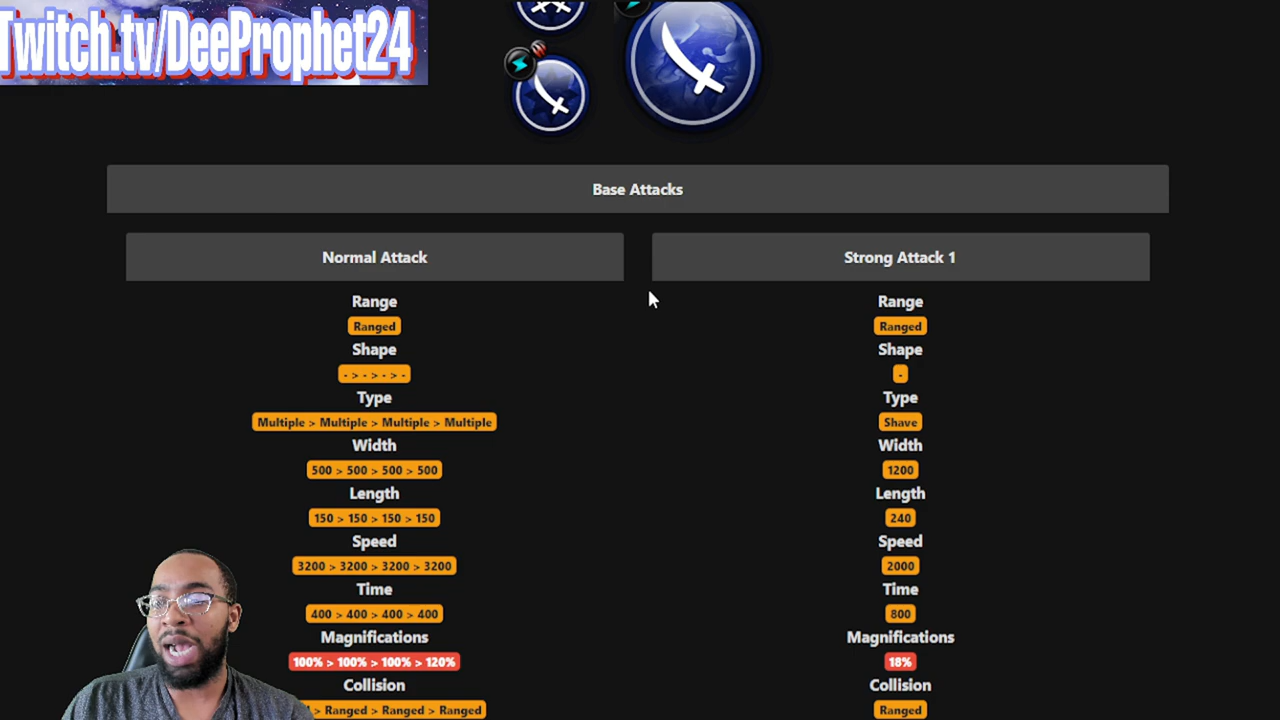 Twitch.tv/DeeProphet24
Base Attacks
Normal Attack
Range
Ranged
Shape
- > - > - > -
Type
Multiple > Multiple > Multiple > Multiple
Width
500 > 500 > 500 > 500
Length
150 > 150 > 150 > 150
Speed
3200 > 3200 > 3200 > 3200
Time
400 > 400 > 400 > 400
Magnifications
100% > 100% > 100% > 120%
Collision
> Ranged > Ranged > Ranged
Strong Attack 1
Range
Ranged
Shape
-
Type
Shave
Width
1200
Length
240
Speed
2000
Time
800
Magnifications
18%
Collision
Ranged